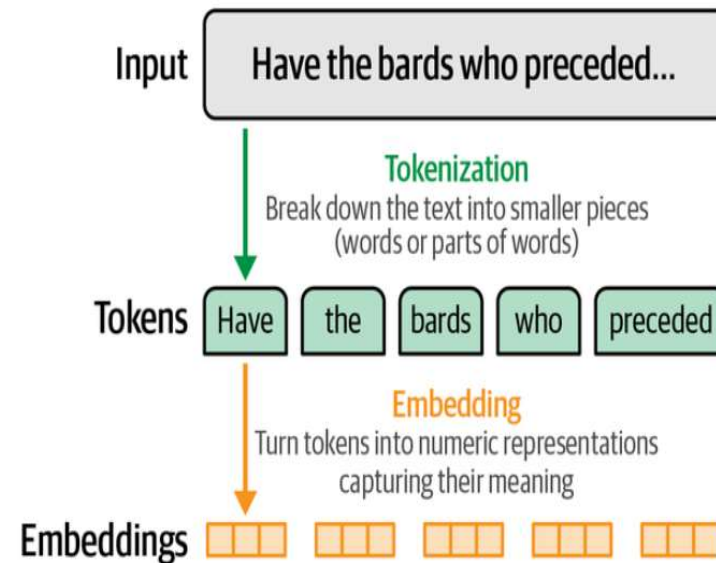 Input
Have the bards who preceded...
Tokenization
Break down the text into smaller pieces
(words or parts of words)
Tokens
Have
the
bards
who
preceded
Embedding
Turn tokens into numeric representations
capturing their meaning
Embeddings